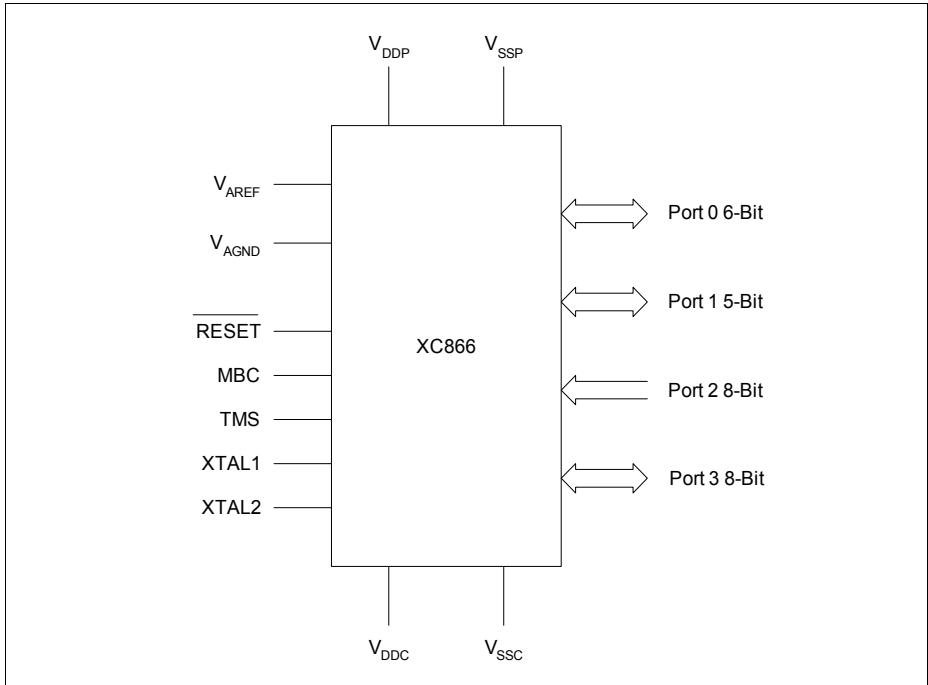 VDDP
VSSP
VAREF
VAGND
RESET
MBC
TMS
XTAL1
XTAL2
XC866
Port 0 6-Bit
Port 1 5-Bit
Port 2 8-Bit
Port 3 8-Bit
VDDC
VSSC